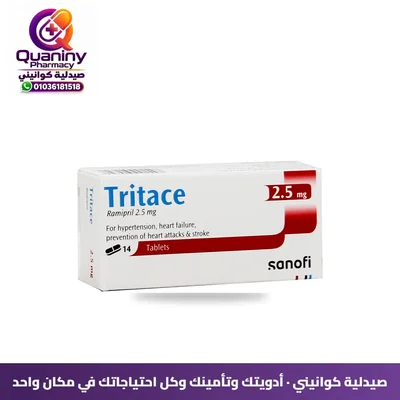 Quaniny
Pharmacy
صيدلية كوانيني
01036181518
Tritace
2.5 mg
Ramipril 2.5 mg
For hypertension, heart failure,
prevention of heart attacks & stroke
14 Tablets
sanofi
Tritace
2.5 mg
صيدلية كوانيني - أدويتك وتأمينك وكل احتياجاتك في مكان واحد